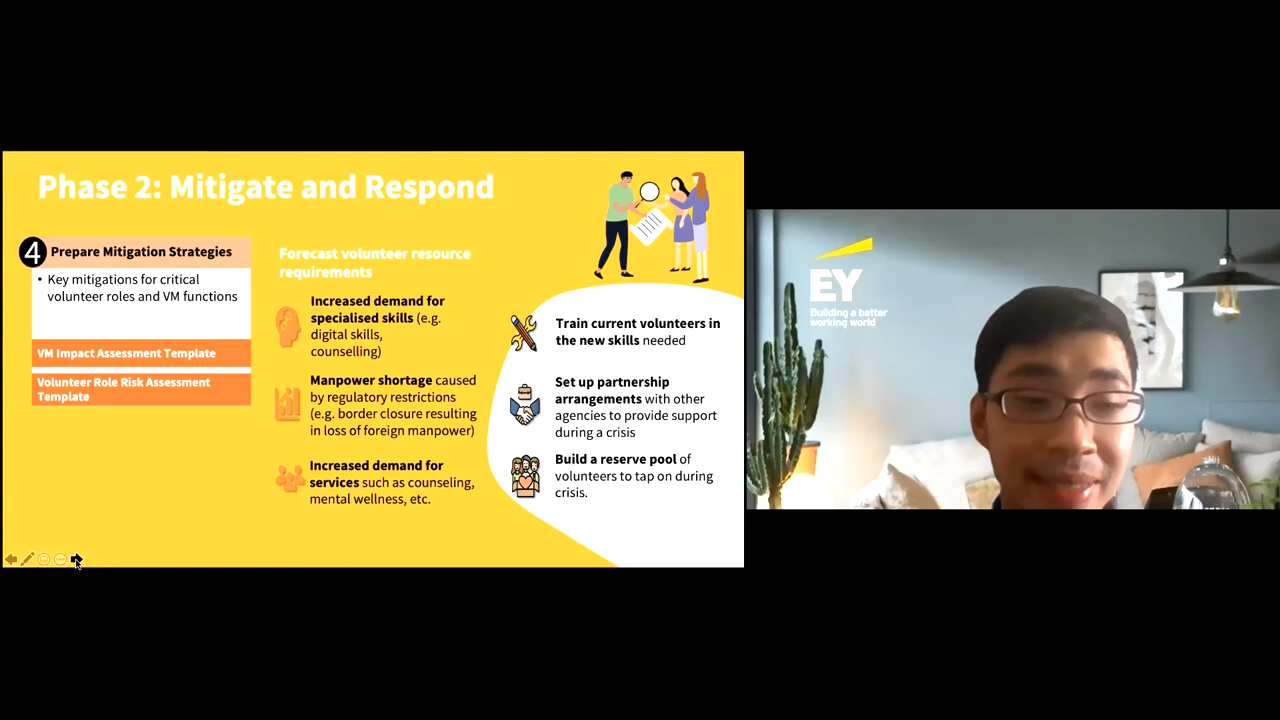 Phase 2: Mitigate and Respond
4 Prepare Mitigation Strategies
• Key mitigations for critical
volunteer roles and VM functions
VM Impact Assessment Template
Volunteer Role Risk Assessment
Template
Forecast volunteer resource
requirements
Increased demand for
specialised skills (e.g.
digital skills,
counselling)
Manpower shortage caused
by regulatory restrictions
(e.g. border closure resulting
in loss of foreign manpower)
Increased demand for
services such as counseling,
mental wellness, etc.
Train current volunteers in
the new skills needed
Set up partnership
arrangements with other
agencies to provide support
during a crisis
Build a reserve pool of
volunteers to tap on during
crisis.
EY
Building a better
working world